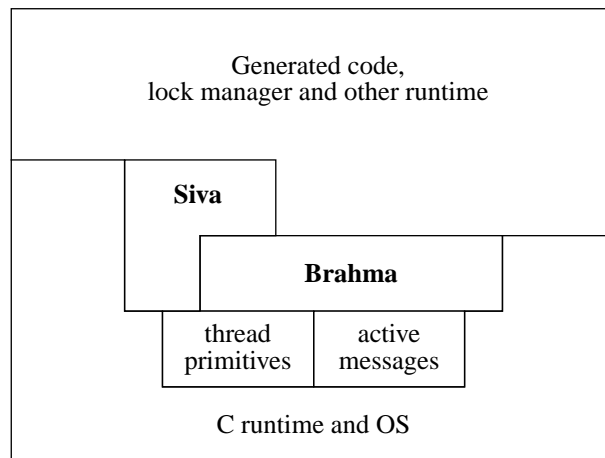 Generated code,
lock manager and other runtime
Siva
Brahma
thread
primitives
active
messages
C runtime and OS